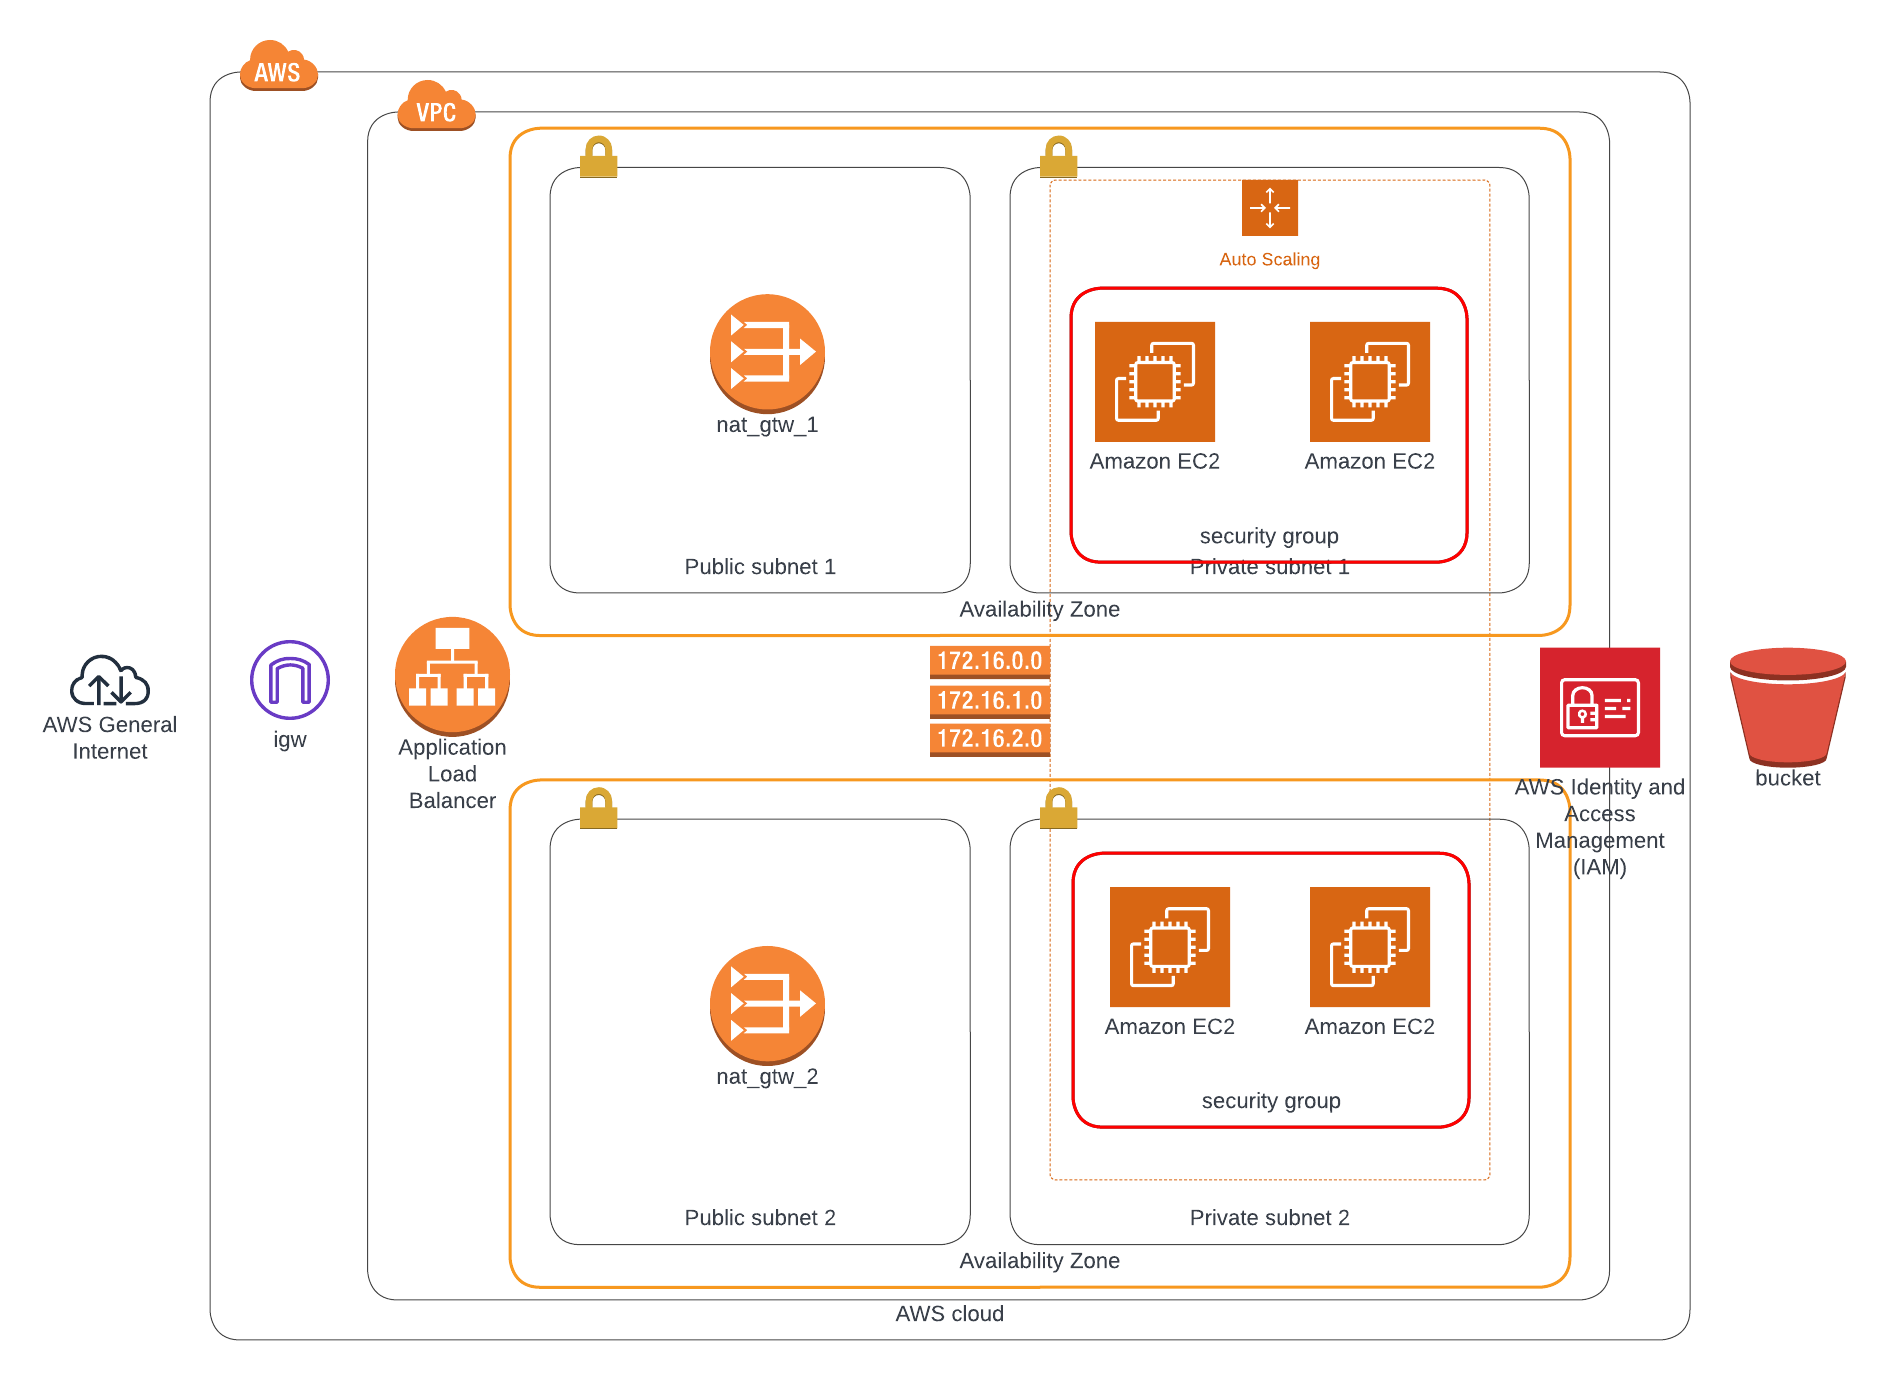 AWS
VPC
Auto Scaling
nat_gtw_1
Amazon EC2
Amazon EC2
security group
Public subnet 1
Private subnet 1
Availability Zone
172.16.0.0
172.16.1.0
172.16.2.0
AWS General
Internet
igw
Application
Load
Balancer
AWS Identity and
Access
Management
(IAM)
bucket
Amazon EC2
Amazon EC2
nat_gtw_2
security group
Public subnet 2
Private subnet 2
Availability Zone
AWS cloud